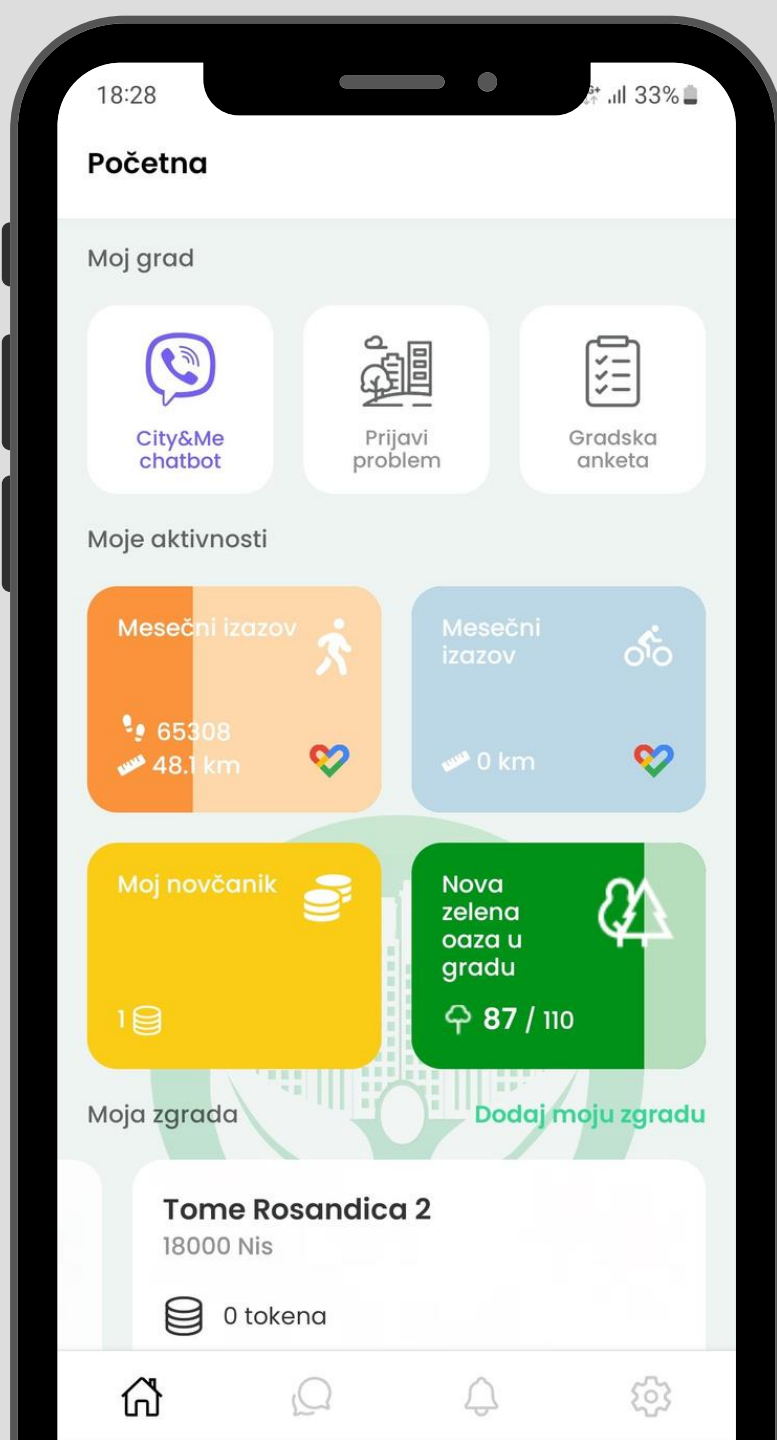 18:28
33%
Početna
Moj grad
City&Me
chatbot
Prijavi
problem
Gradska
anketa
Moje aktivnosti
Mesečni izazov
65308
48.1 km
Mesečni
izazov
0 km
Moj novčanik
1
Nova
zelena
oaza u
gradu
87 / 110
Moja zgrada
Dodaj moju zgradu
Tome Rosandica 2
18000 Nis
0 tokena